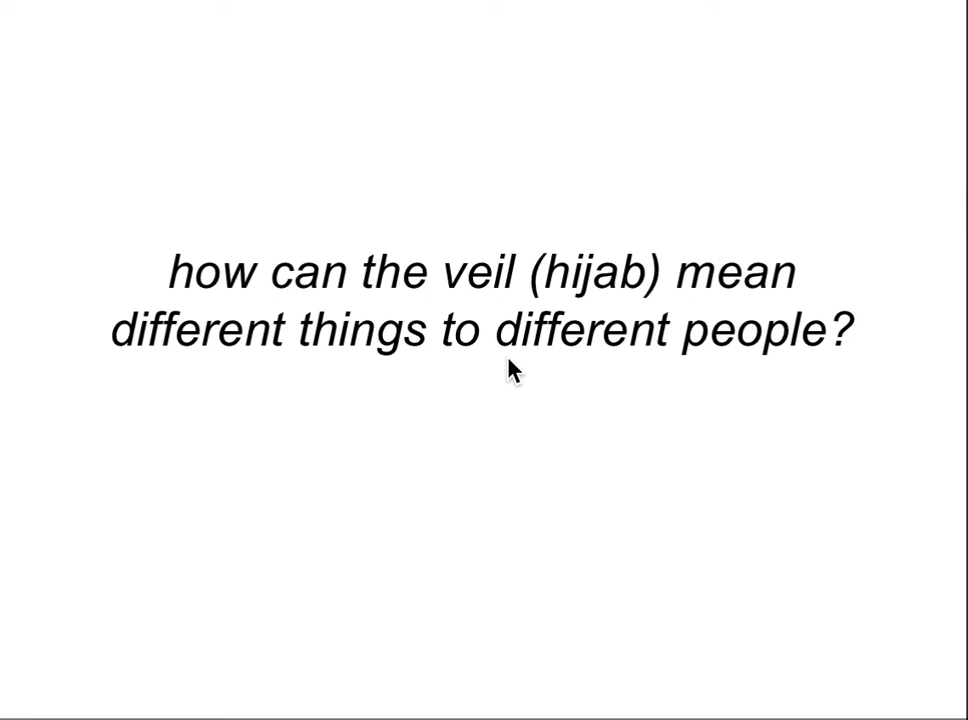 how can the veil (hijab) mean
different things to different people?